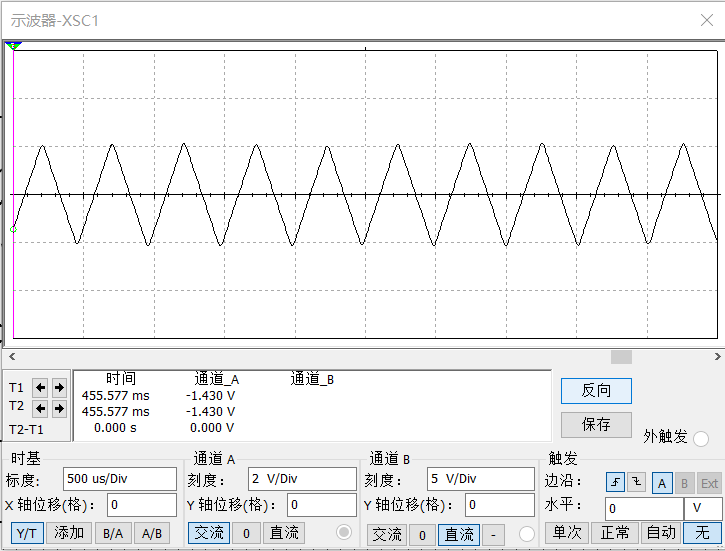 示波器-XSC1
时间 通道_A 通道_B
T1 455.577 ms -1.430 V
T2 455.577 ms -1.430 V
T2-T1 0.000 s 0.000 V
反向
保存
外触发
时基
标度: 500 us/Div
X 轴位移(格): 0
Y/T 添加 B/A A/B
通道 A
刻度: 2 V/Div
Y 轴位移(格): 0
交流 0 直流
通道 B
刻度: 5 V/Div
Y 轴位移(格): 0
交流 0 直流 -
触发
边沿: A B Ext
水平: 0 V
单次 正常 自动 无